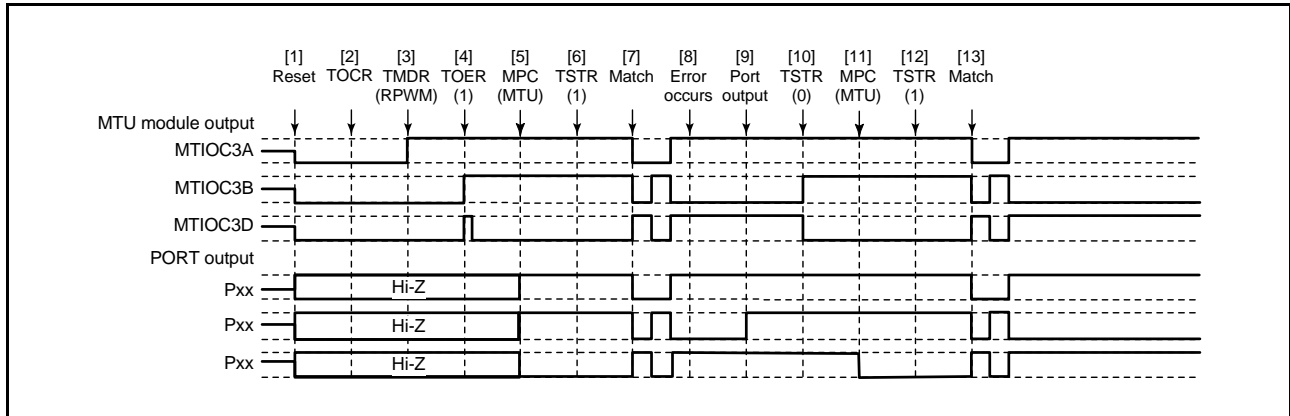 [1] [2] [3] [4] [5] [6] [7] [8] [9] [10] [11] [12] [13]
Reset TOCR TMDR TOER MPC TSTR Match Error Port TSTR MPC TSTR Match
(RPWM) (1) (MTU) (1) occurs output (0) (MTU) (1)
MTU module output
MTIOC3A
MTIOC3B
MTIOC3D
PORT output
Pxx Hi-Z
Pxx Hi-Z
Pxx Hi-Z